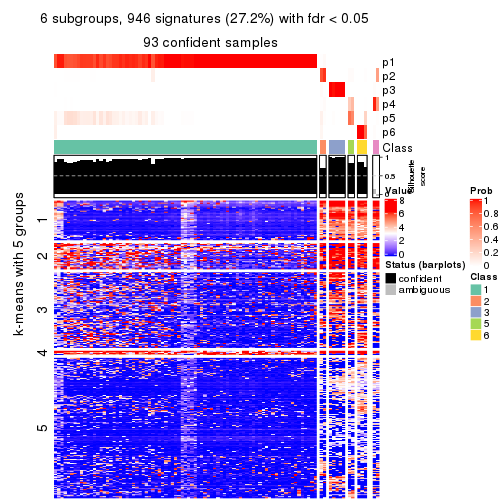 6 subgroups, 946 signatures (27.2%) with fdr < 0.05
93 confident samples
p1
p2
p3
p4
p5
p6
Class
1
0.5
0
Silhouette
score
k-means with 5 groups
1
2
3
4
5
Value
8
6
4
2
0
Status (barplots)
confident
ambiguous
Prob
1
0.8
0.6
0.4
0.2
0
Class
1
2
3
5
6